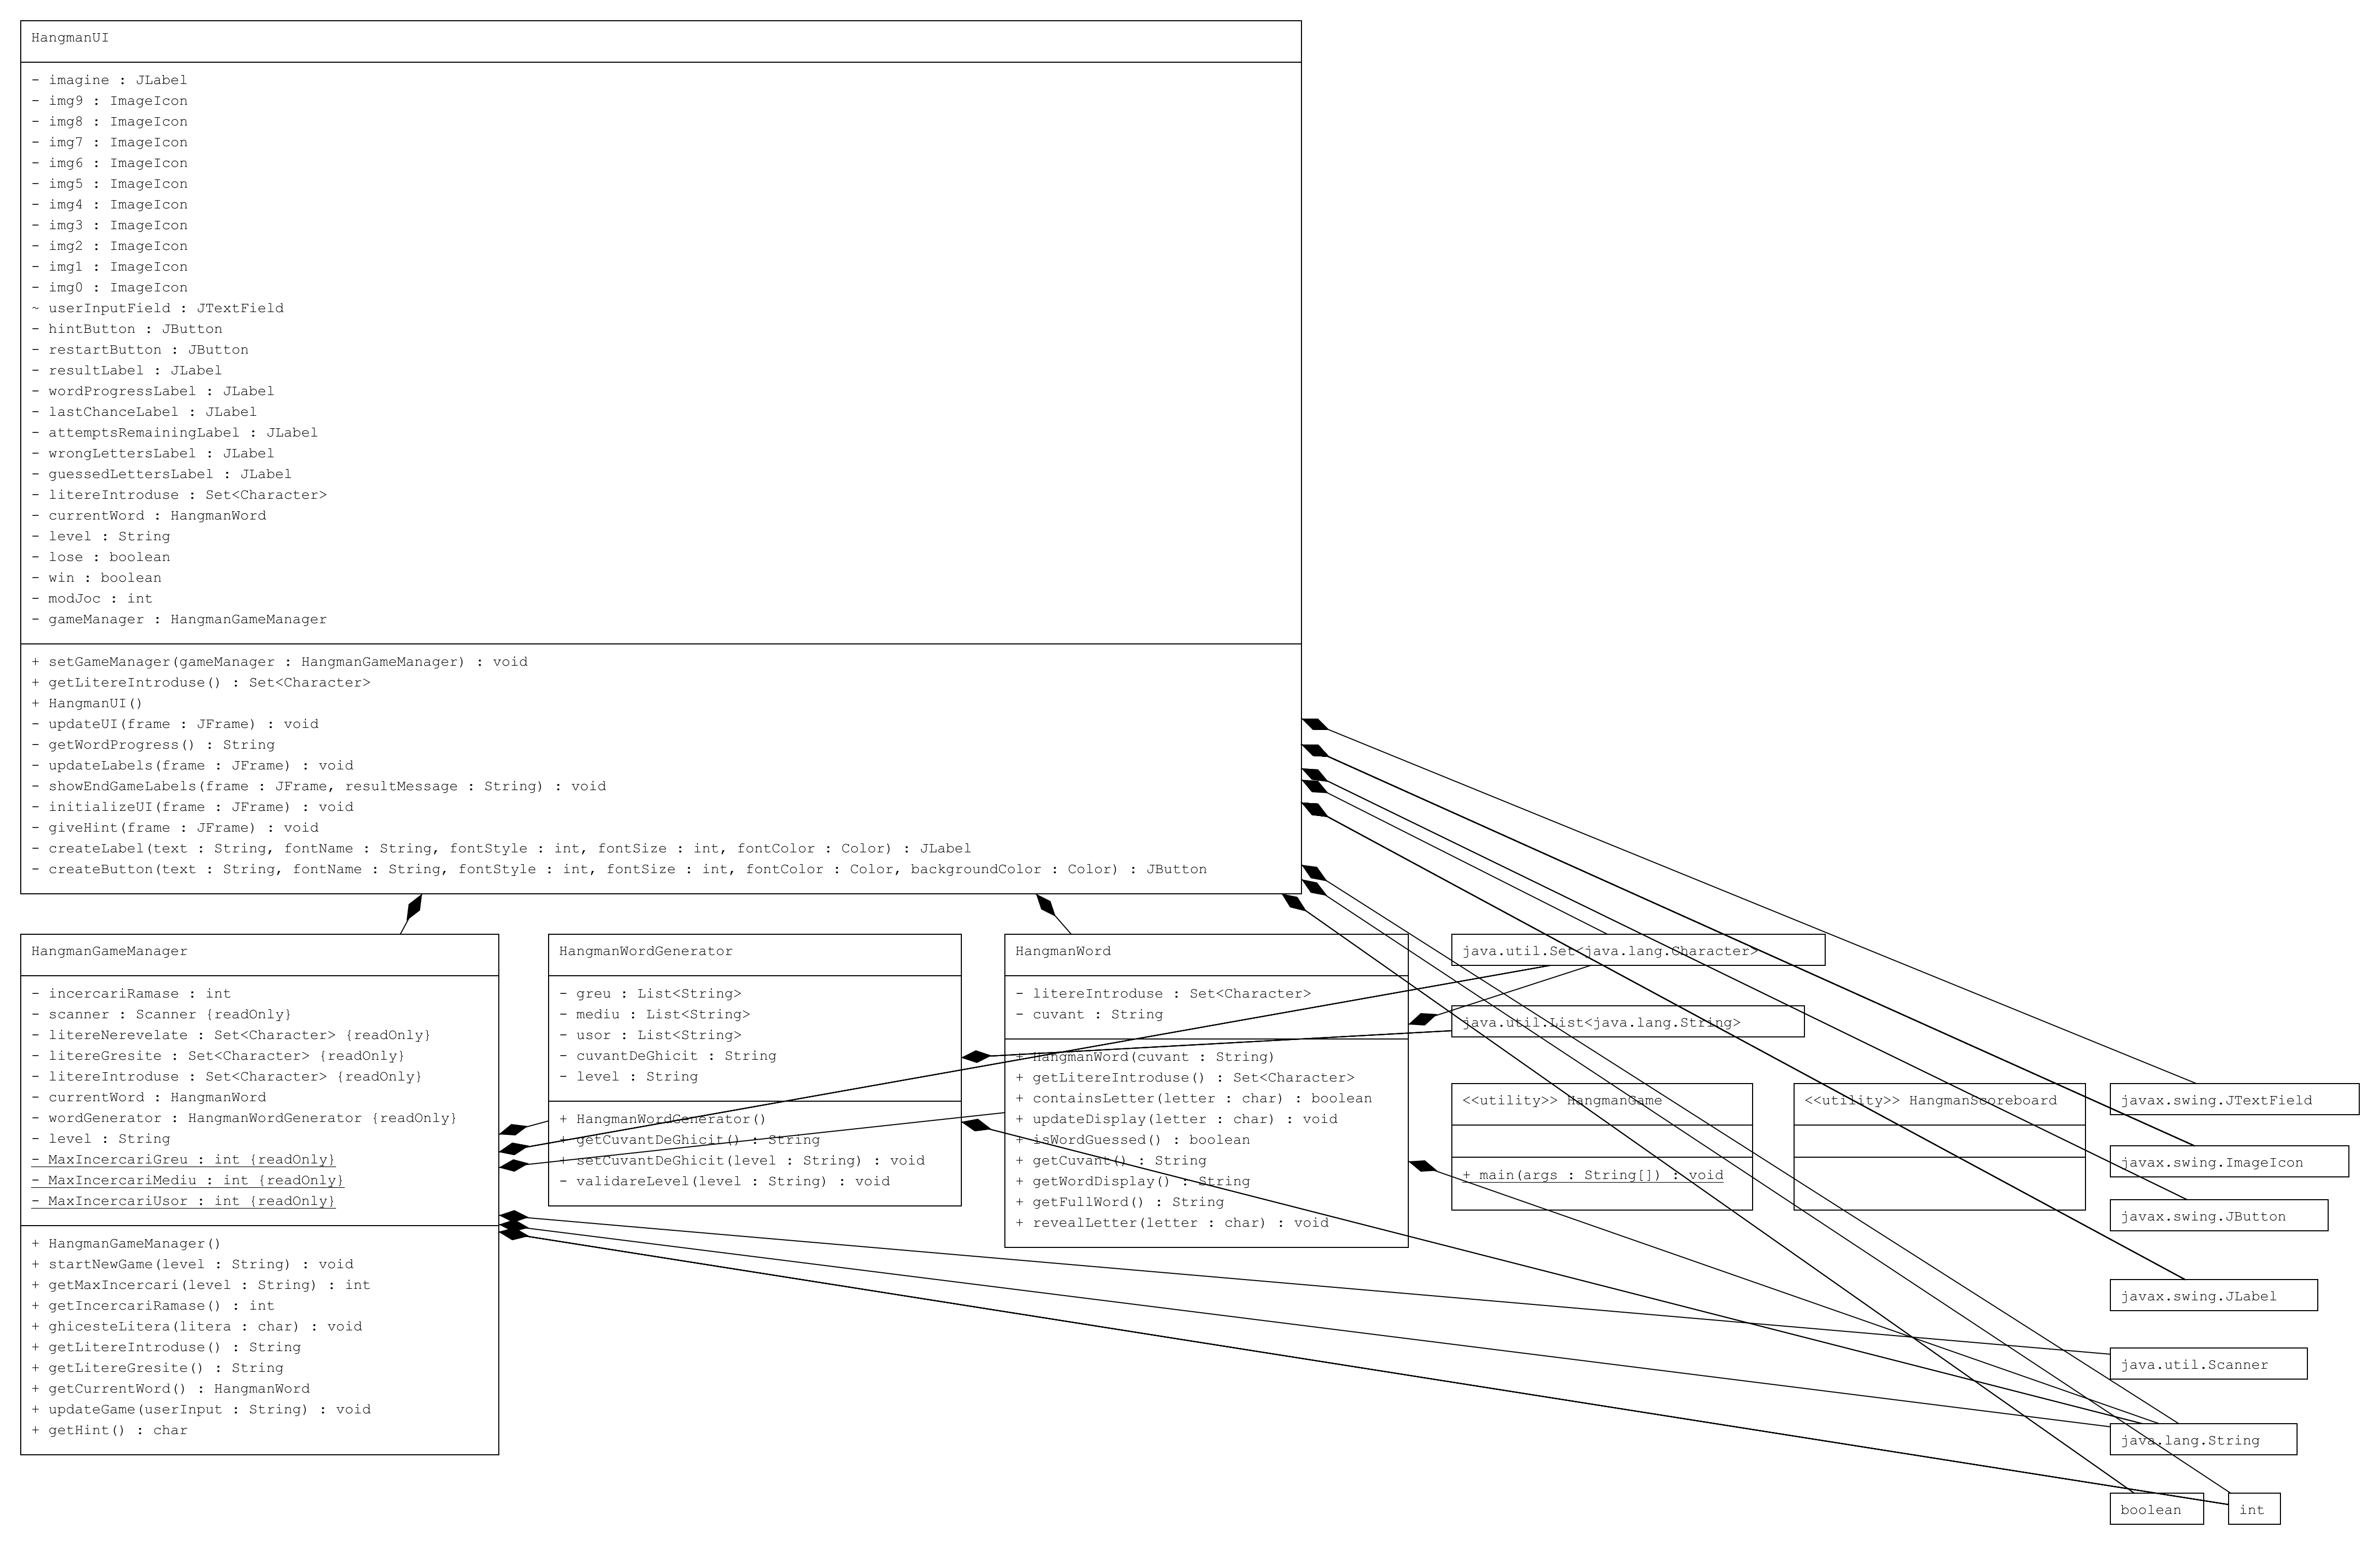 HangmanUI
- imagine : JLabel
- img9 : ImageIcon
- img8 : ImageIcon
- img7 : ImageIcon
- img6 : ImageIcon
- img5 : ImageIcon
- img4 : ImageIcon
- img3 : ImageIcon
- img2 : ImageIcon
- img1 : ImageIcon
- img0 : ImageIcon
~ userInputField : JTextField
- hintButton : JButton
- restartButton : JButton
- resultLabel : JLabel
- wordProgressLabel : JLabel
- lastChanceLabel : JLabel
- attemptsRemainingLabel : JLabel
- wrongLettersLabel : JLabel
- guessedLettersLabel : JLabel
- litereIntroduse : Set<Character>
- currentWord : HangmanWord
- level : String
- lose : boolean
- win : boolean
- modJoc : int
- gameManager : HangmanGameManager
+ setGameManager(gameManager : HangmanGameManager) : void
+ getLitereIntroduse() : Set<Character>
+ HangmanUI()
- updateUI(frame : JFrame) : void
- getWordProgress() : String
- updateLabels(frame : JFrame) : void
- showEndGameLabels(frame : JFrame, resultMessage : String) : void
- initializeUI(frame : JFrame) : void
- giveHint(frame : JFrame) : void
- createLabel(text : String, fontName : String, fontStyle : int, fontSize : int, fontColor : Color) : JLabel
- createButton(text : String, fontName : String, fontStyle : int, fontSize : int, fontColor : Color, backgroundColor : Color) : JButton
HangmanGameManager
- incercariRamase : int
- scanner : Scanner {readOnly}
- litereNerevelate : Set<Character> {readOnly}
- litereGresite : Set<Character> {readOnly}
- litereIntroduse : Set<Character> {readOnly}
- currentWord : HangmanWord
- wordGenerator : HangmanWordGenerator {readOnly}
- level : String
- MaxIncercariGreu : int {readOnly}
- MaxIncercariMediu : int {readOnly}
- MaxIncercariUsor : int {readOnly}
+ HangmanGameManager()
+ startNewGame(level : String) : void
+ getMaxIncercari(level : String) : int
+ getIncercariRamase() : int
+ ghicesteLitera(litera : char) : void
+ getLitereIntroduse() : String
+ getLitereGresite() : String
+ getCurrentWord() : HangmanWord
+ updateGame(userInput : String) : void
+ getHint() : char
HangmanWordGenerator
- greu : List<String>
- mediu : List<String>
- usor : List<String>
- cuvantDeGhicit : String
- level : String
+ HangmanWordGenerator()
+ getCuvantDeGhicit() : String
+ setCuvantDeGhicit(level : String) : void
- validareLevel(level : String) : void
HangmanWord
- litereIntroduse : Set<Character>
- cuvant : String
+ HangmanWord(cuvant : String)
+ getLitereIntroduse() : Set<Character>
+ containsLetter(letter : char) : boolean
+ updateDisplay(letter : char) : void
+ isWordGuessed() : boolean
+ getCuvant() : String
+ getWordDisplay() : String
+ getFullWord() : String
+ revealLetter(letter : char) : void
java.util.Set<java.lang.Character>
java.util.List<java.lang.String>
<<utility>> HangmanGame
+ main(args : String[]) : void
<<utility>> HangmanScoreboard
javax.swing.JTextField
javax.swing.ImageIcon
javax.swing.JButton
javax.swing.JLabel
java.util.Scanner
java.lang.String
boolean
int